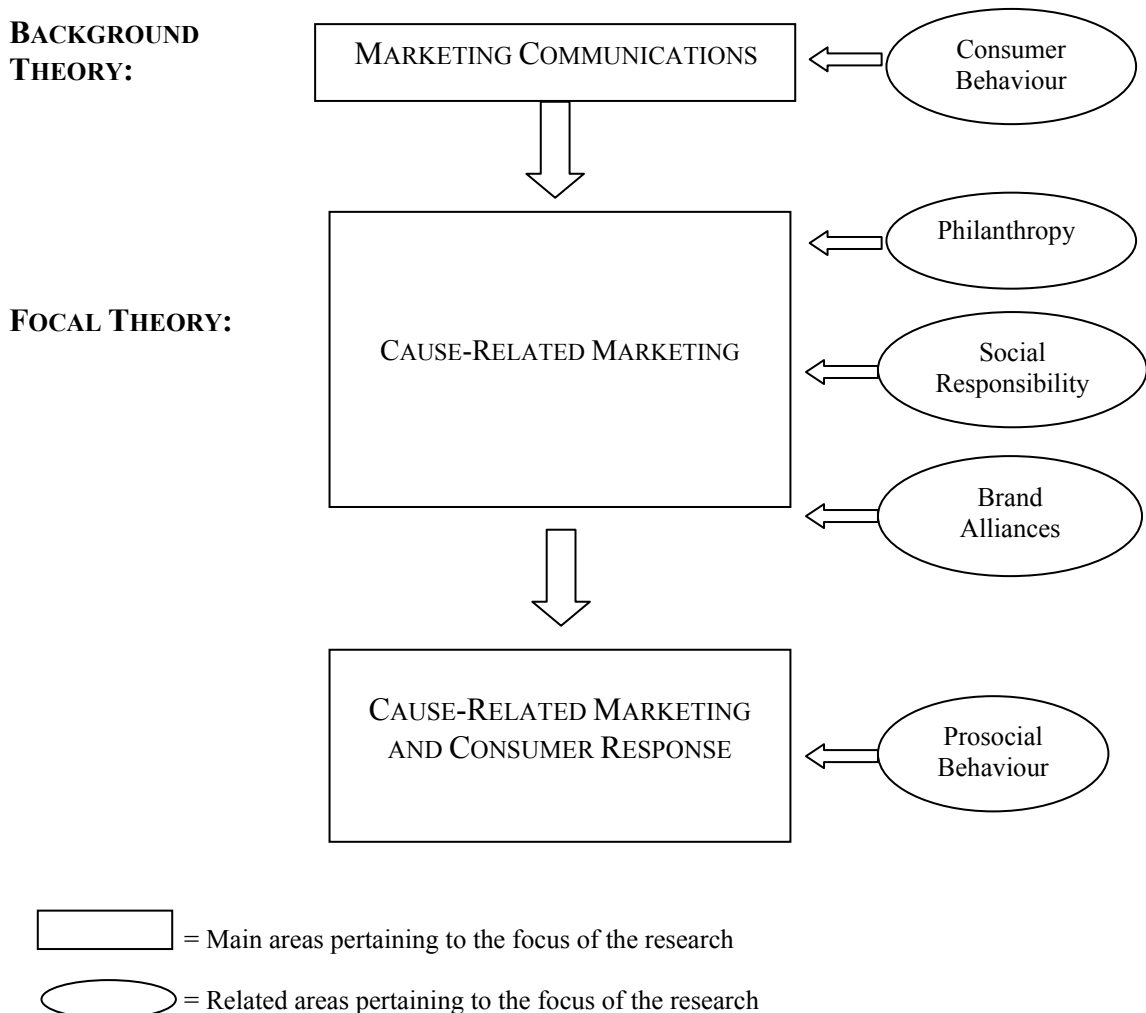 BACKGROUND
THEORY:
MARKETING COMMUNICATIONS
Consumer
Behaviour
Philanthropy
FOCAL THEORY:
CAUSE-RELATED MARKETING
Social
Responsibility
Brand
Alliances
CAUSE-RELATED MARKETING
AND CONSUMER RESPONSE
Prosocial
Behaviour
= Main areas pertaining to the focus of the research
= Related areas pertaining to the focus of the research